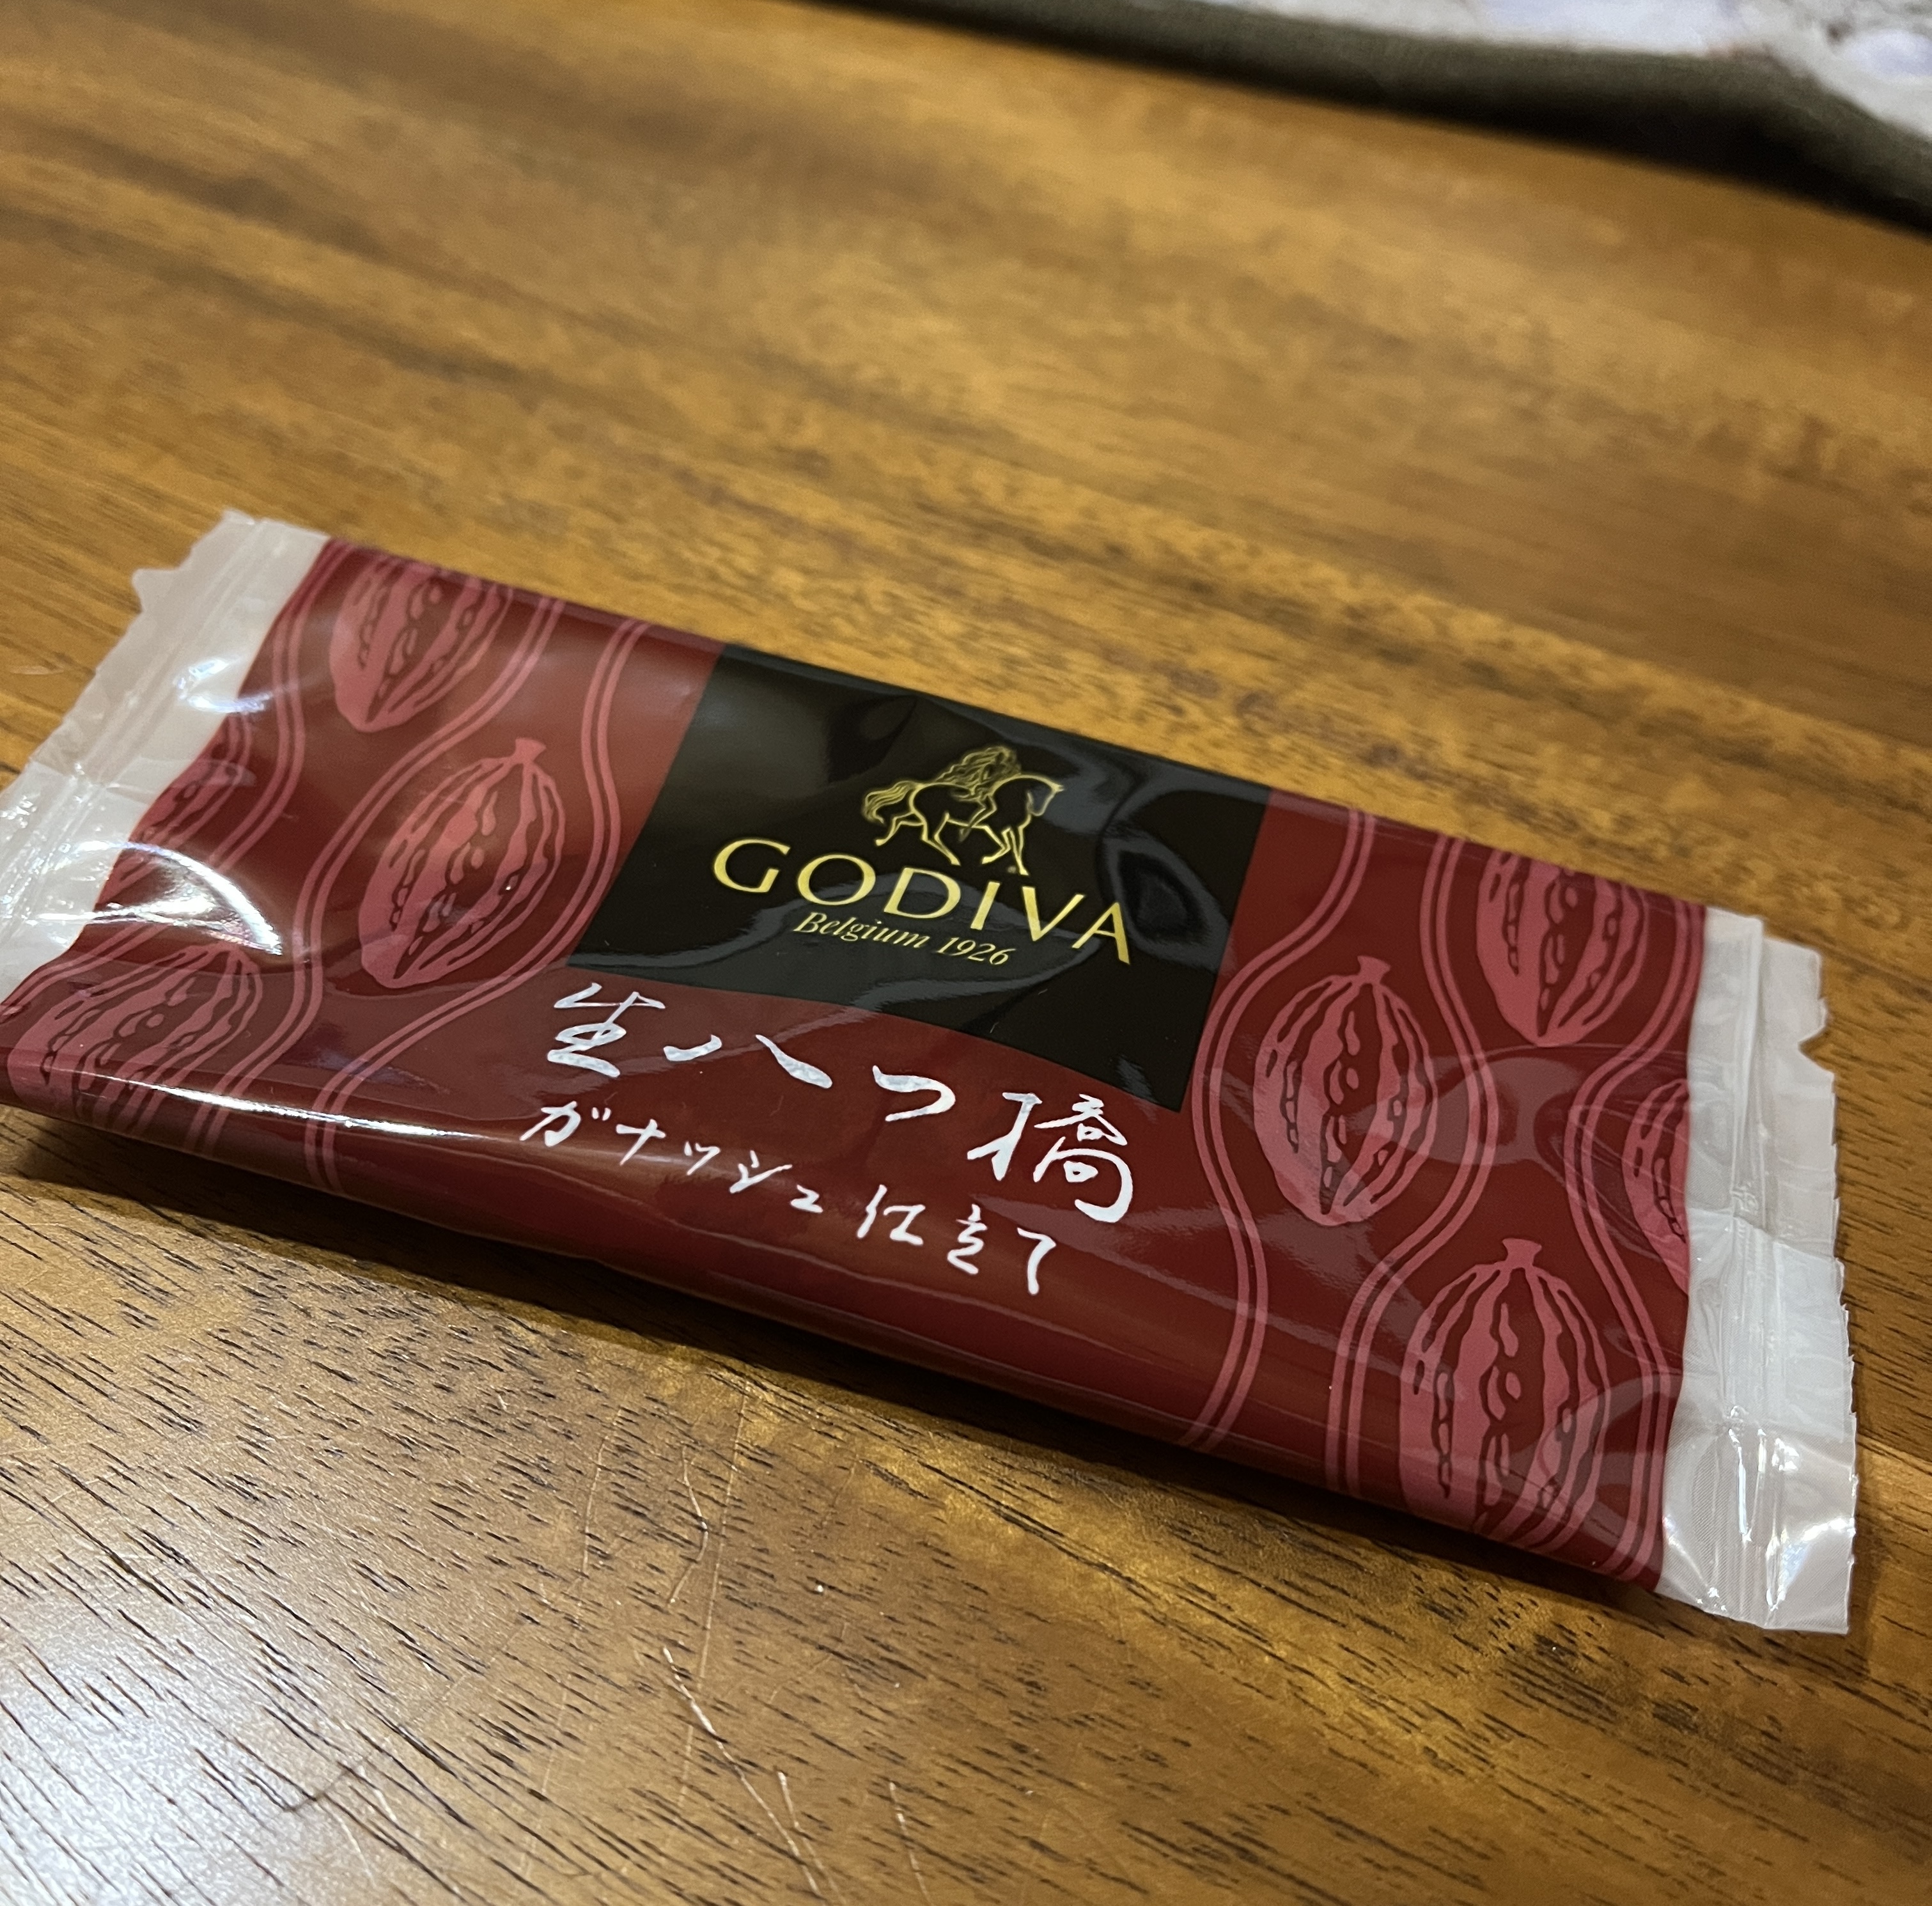 GODIVA
Belgium 1926
生八つ橋
ガナッシュ仕立て